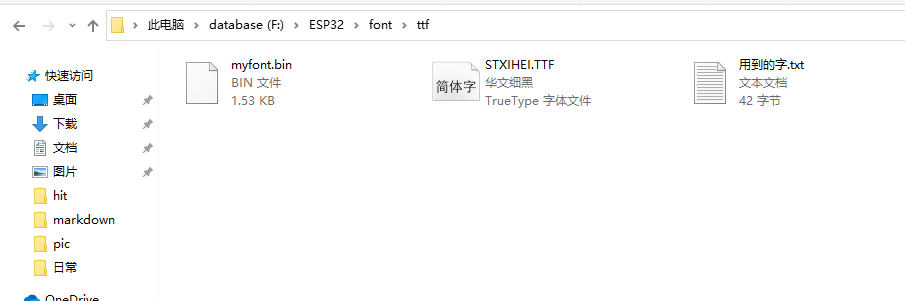 此电脑 > database (F:) > ESP32 > font > ttf
快速访问
桌面
下载
文档
图片
hit
markdown
pic
日常
OneDrive
myfont.bin
BIN 文件
1.53 KB
简体字
STXIHEI.TTF
华文细黑
TrueType 字体文件
用到的字.txt
文本文档
42 字节